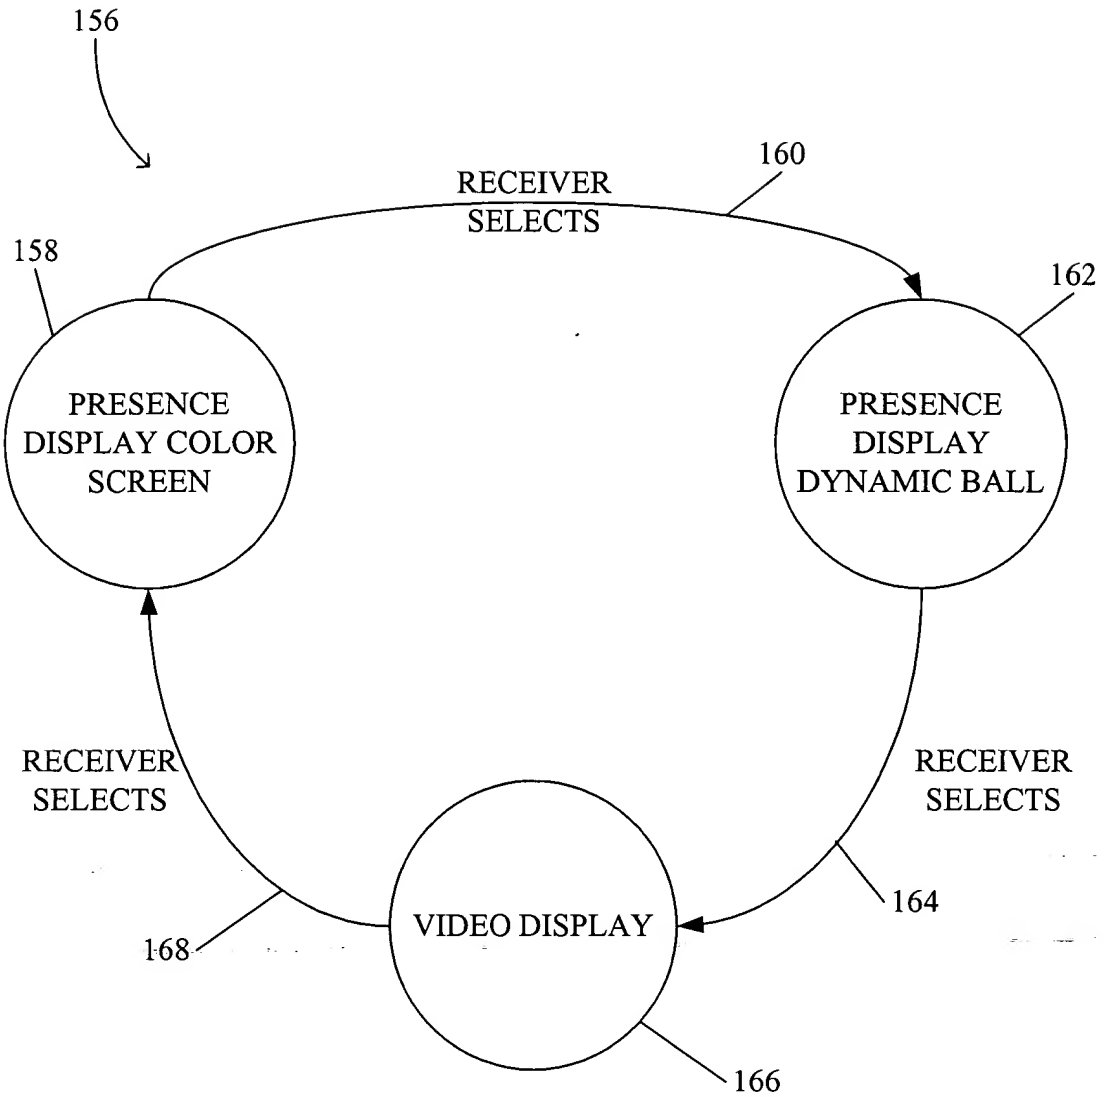 156
160
RECEIVER
SELECTS
158
162
PRESENCE
DISPLAY COLOR
SCREEN
PRESENCE
DISPLAY
DYNAMIC BALL
RECEIVER
SELECTS
RECEIVER
SELECTS
164
VIDEO DISPLAY
168
166